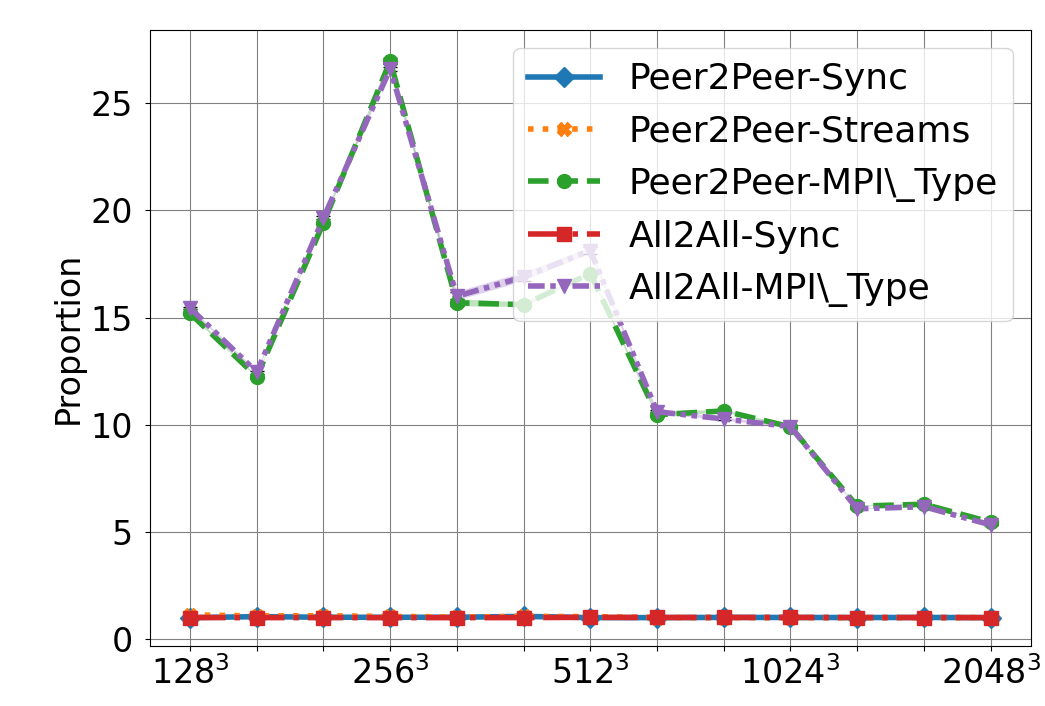 Peer2Peer-Sync
Peer2Peer-Streams
Peer2Peer-MPI\_Type
All2All-Sync
All2All-MPI\_Type
Proportion
25
20
15
10
5
0
128³ 256³ 512³ 1024³ 2048³